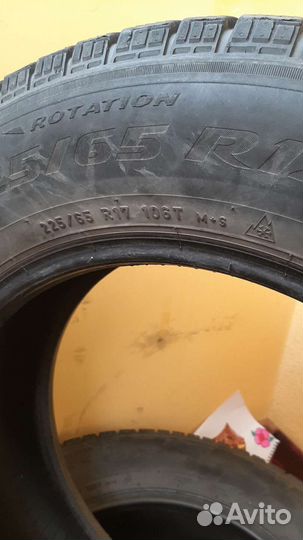 ROTATION
5/65 R1
225/65 R17 106T M+S
Avito